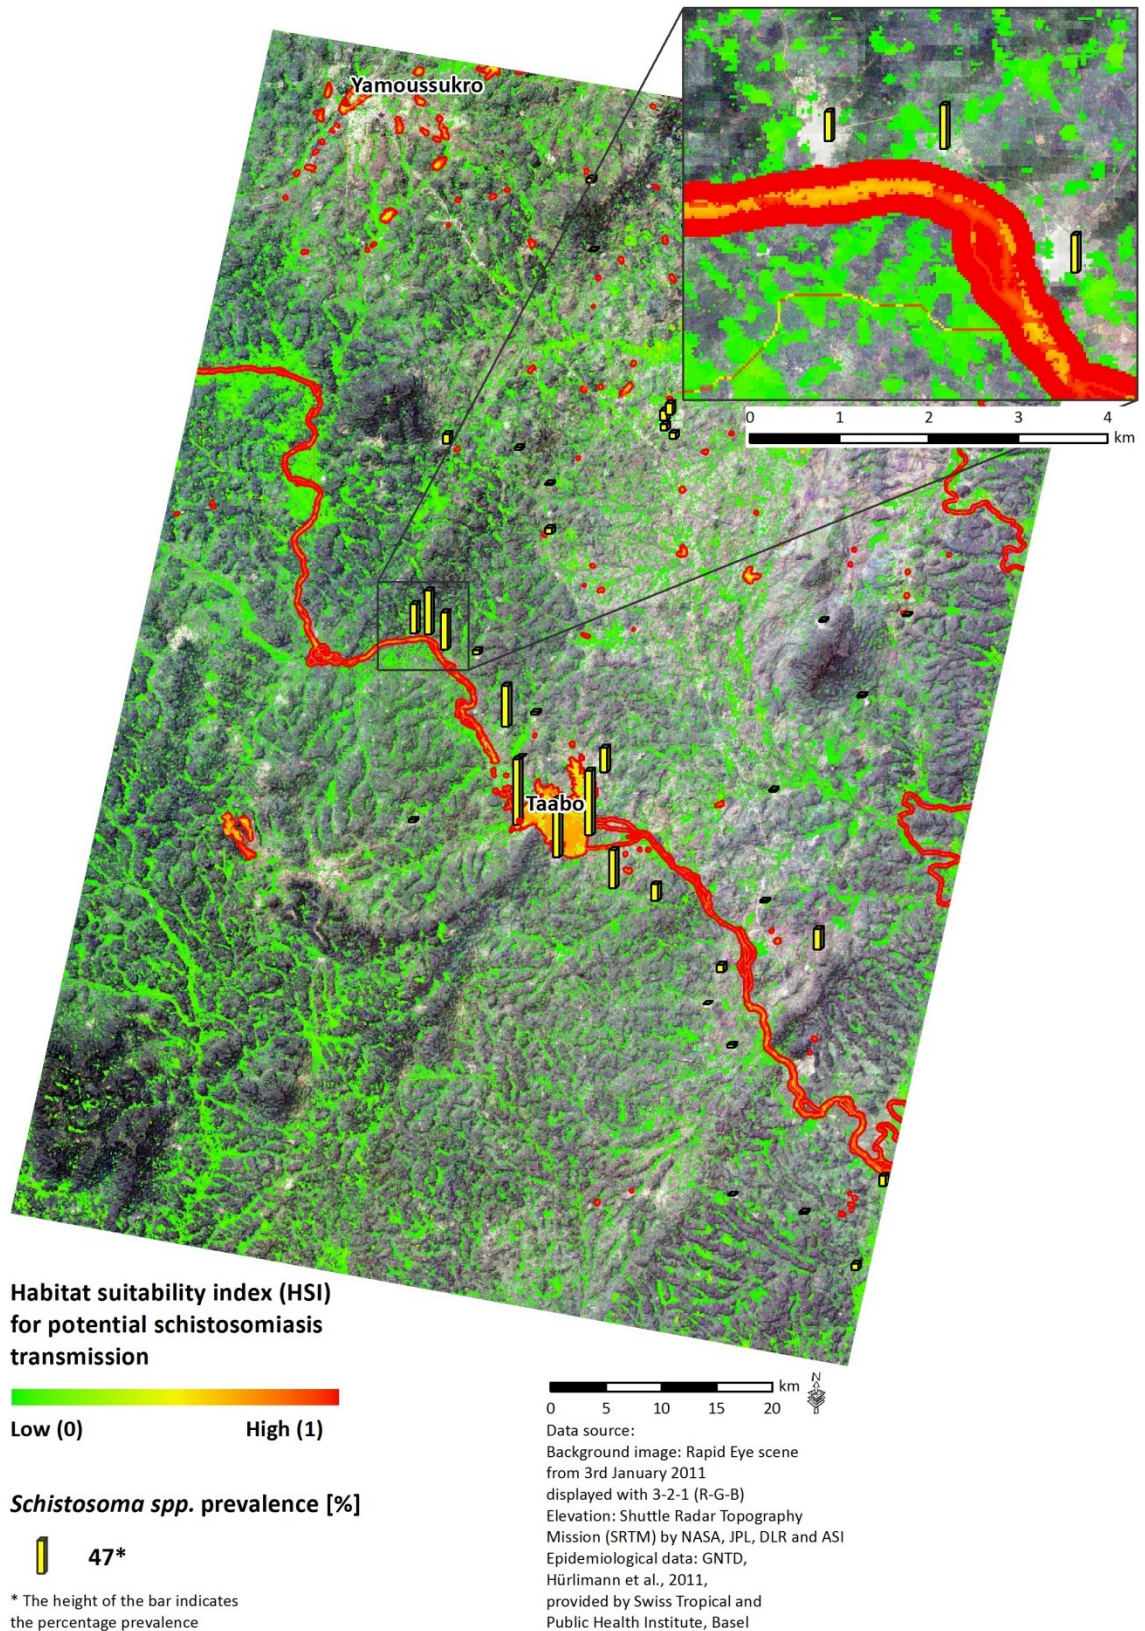 Yamoussukro
0 1 2 3 4
km
Taabo
Habitat suitability index (HSI)
for potential schistosomiasis
transmission
Low (0) High (1)
Schistosoma spp. prevalence [%]
47*
* The height of the bar indicates
the percentage prevalence
km N
0 5 10 15 20
Data source:
Background image: Rapid Eye scene
from 3rd January 2011
displayed with 3-2-1 (R-G-B)
Elevation: Shuttle Radar Topography
Mission (SRTM) by NASA, JPL, DLR and ASI
Epidemiological data: GNTD,
Hürlimann et al., 2011,
provided by Swiss Tropical and
Public Health Institute, Basel